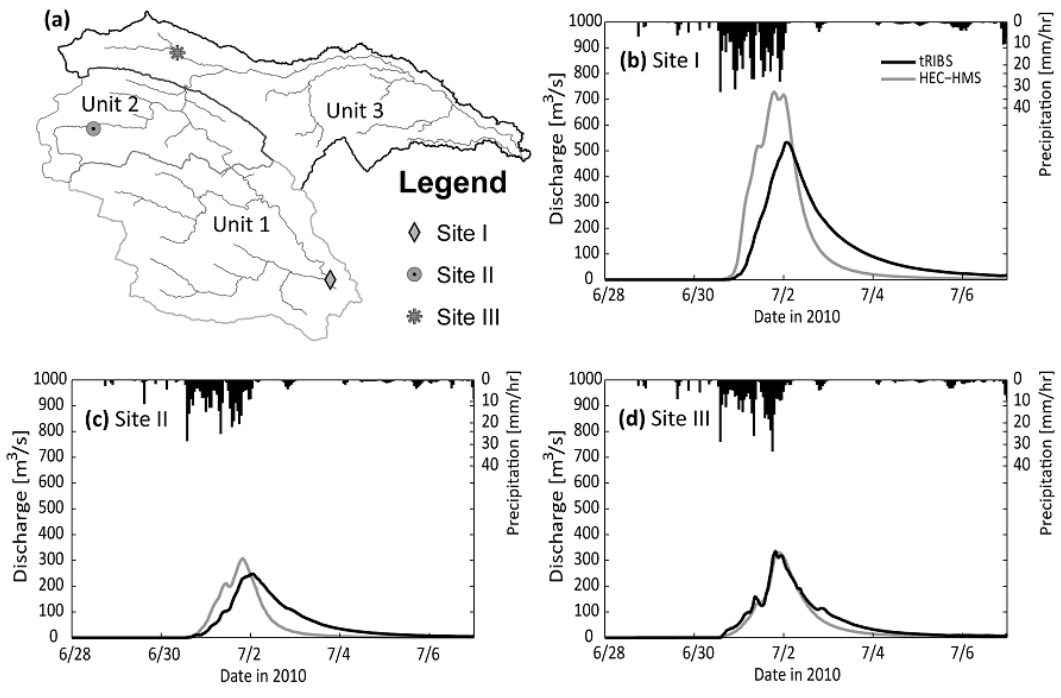 (a)
Unit 2
Unit 3
Unit 1
Legend
Site I
Site II
Site III
(b) Site I
tRIBS
HEC–HMS
Discharge [m³/s]
1000
900
800
700
600
500
400
300
200
100
0
Precipitation [mm/hr]
0
10
20
30
40
6/28
6/30
7/2
7/4
7/6
Date in 2010
(c) Site II
Discharge [m³/s]
1000
900
800
700
600
500
400
300
200
100
0
Precipitation [mm/hr]
0
10
20
30
40
6/28
6/30
7/2
7/4
7/6
Date in 2010
(d) Site III
Discharge [m³/s]
1000
900
800
700
600
500
400
300
200
100
0
Precipitation [mm/hr]
0
10
20
30
40
6/28
6/30
7/2
7/4
7/6
Date in 2010